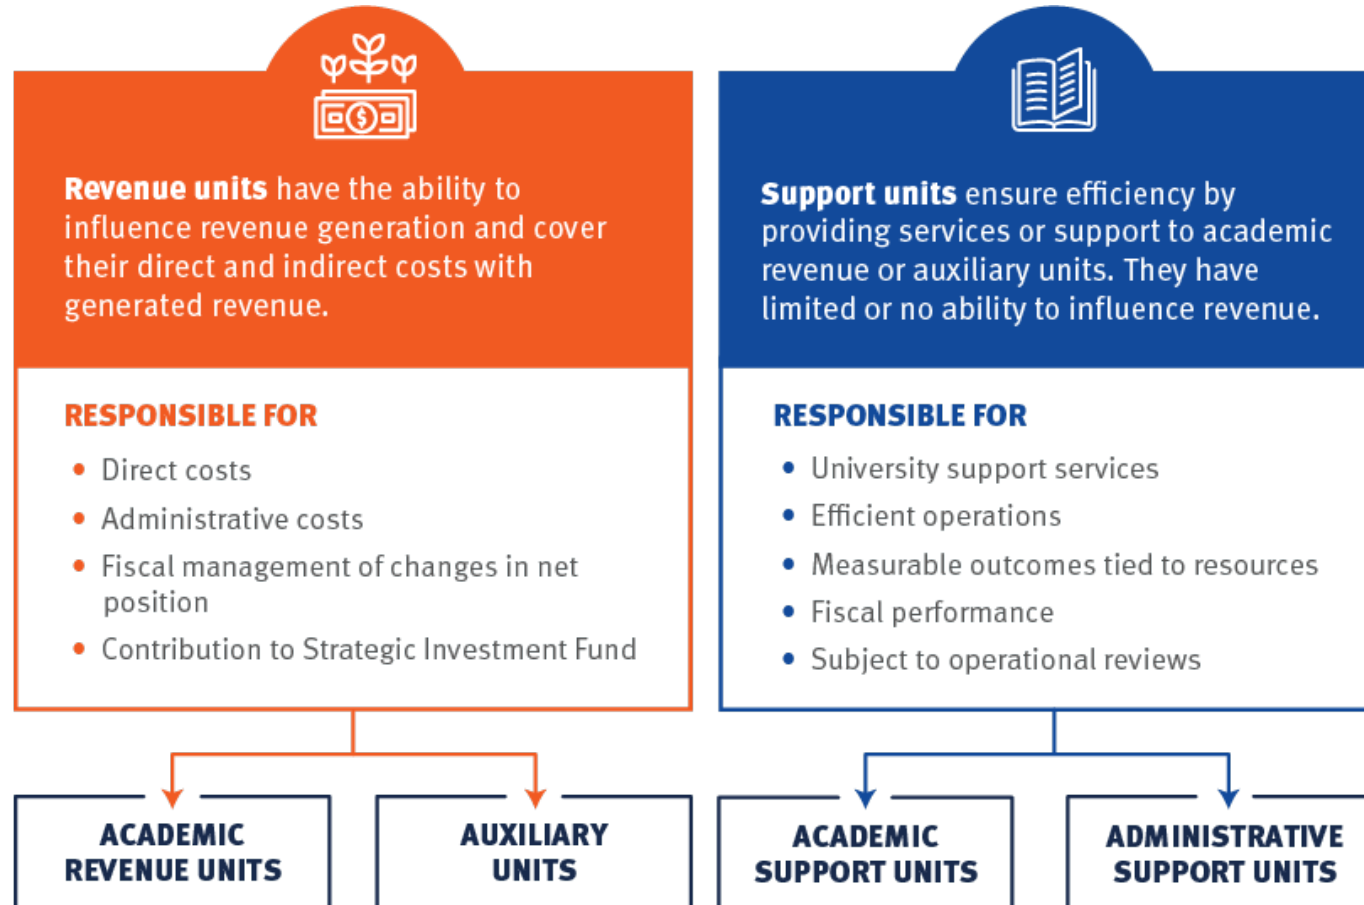 Revenue units have the ability to
influence revenue generation and cover
their direct and indirect costs with
generated revenue.
RESPONSIBLE FOR
• Direct costs
• Administrative costs
• Fiscal management of changes in net
position
• Contribution to Strategic Investment Fund
ACADEMIC
REVENUE UNITS
AUXILIARY
UNITS
Support units ensure efficiency by
providing services or support to academic
revenue or auxiliary units. They have
limited or no ability to influence revenue.
RESPONSIBLE FOR
• University support services
• Efficient operations
• Measurable outcomes tied to resources
• Fiscal performance
• Subject to operational reviews
ACADEMIC
SUPPORT UNITS
ADMINISTRATIVE
SUPPORT UNITS